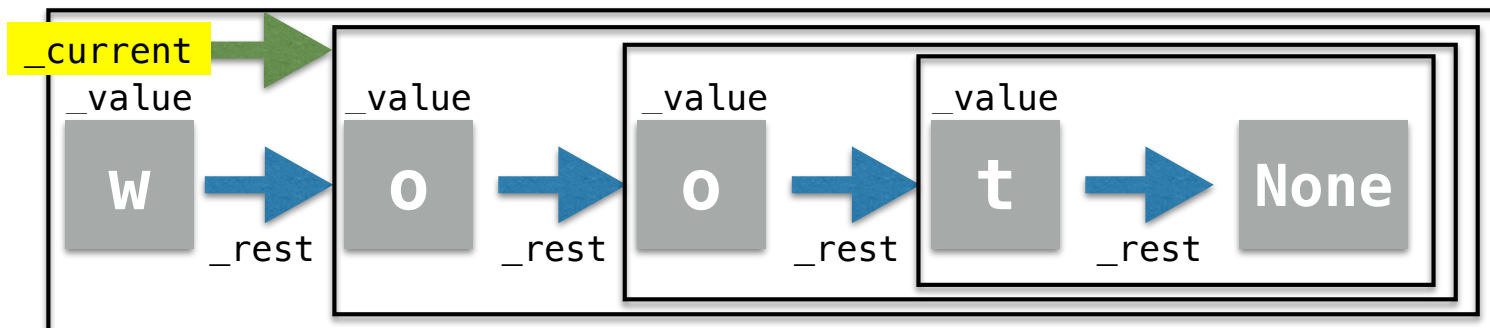 _current
_value _value _value _value
w o o t None
_rest _rest _rest _rest